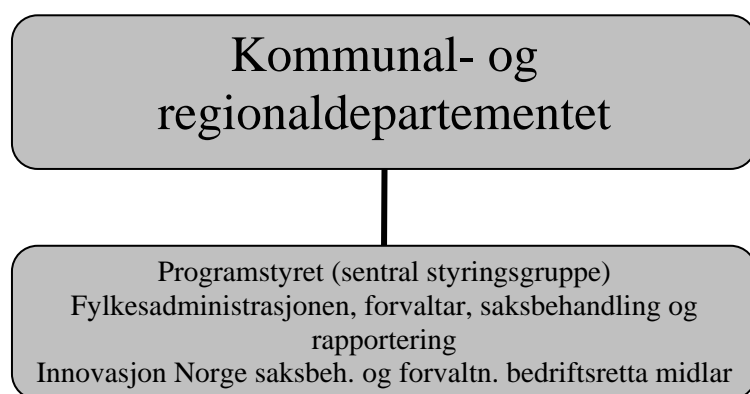 Kommunal- og
regionaldepartementet
Programstyret (sentral styringsgruppe)
Fylkesadministrasjonen, forvaltar, saksbehandling og
rapportering
Innovasjon Norge saksbeh. og forvaltn. bedriftsretta midlar